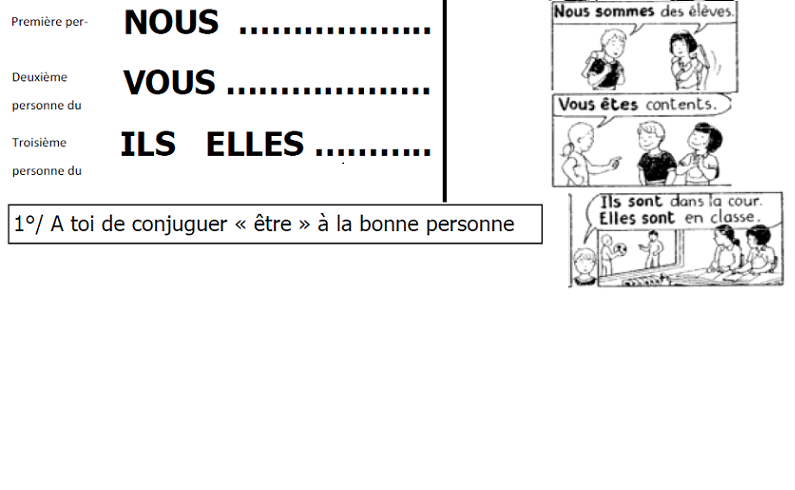 Première per-
NOUS ..................
Deuxième
personne du
VOUS ...................
Troisième
personne du
ILS ELLES ...........
1°/ A toi de conjuguer « être » à la bonne personne
Nous sommes des élèves.
Vous êtes contents.
Ils sont dans la cour.
Elles sont en classe.